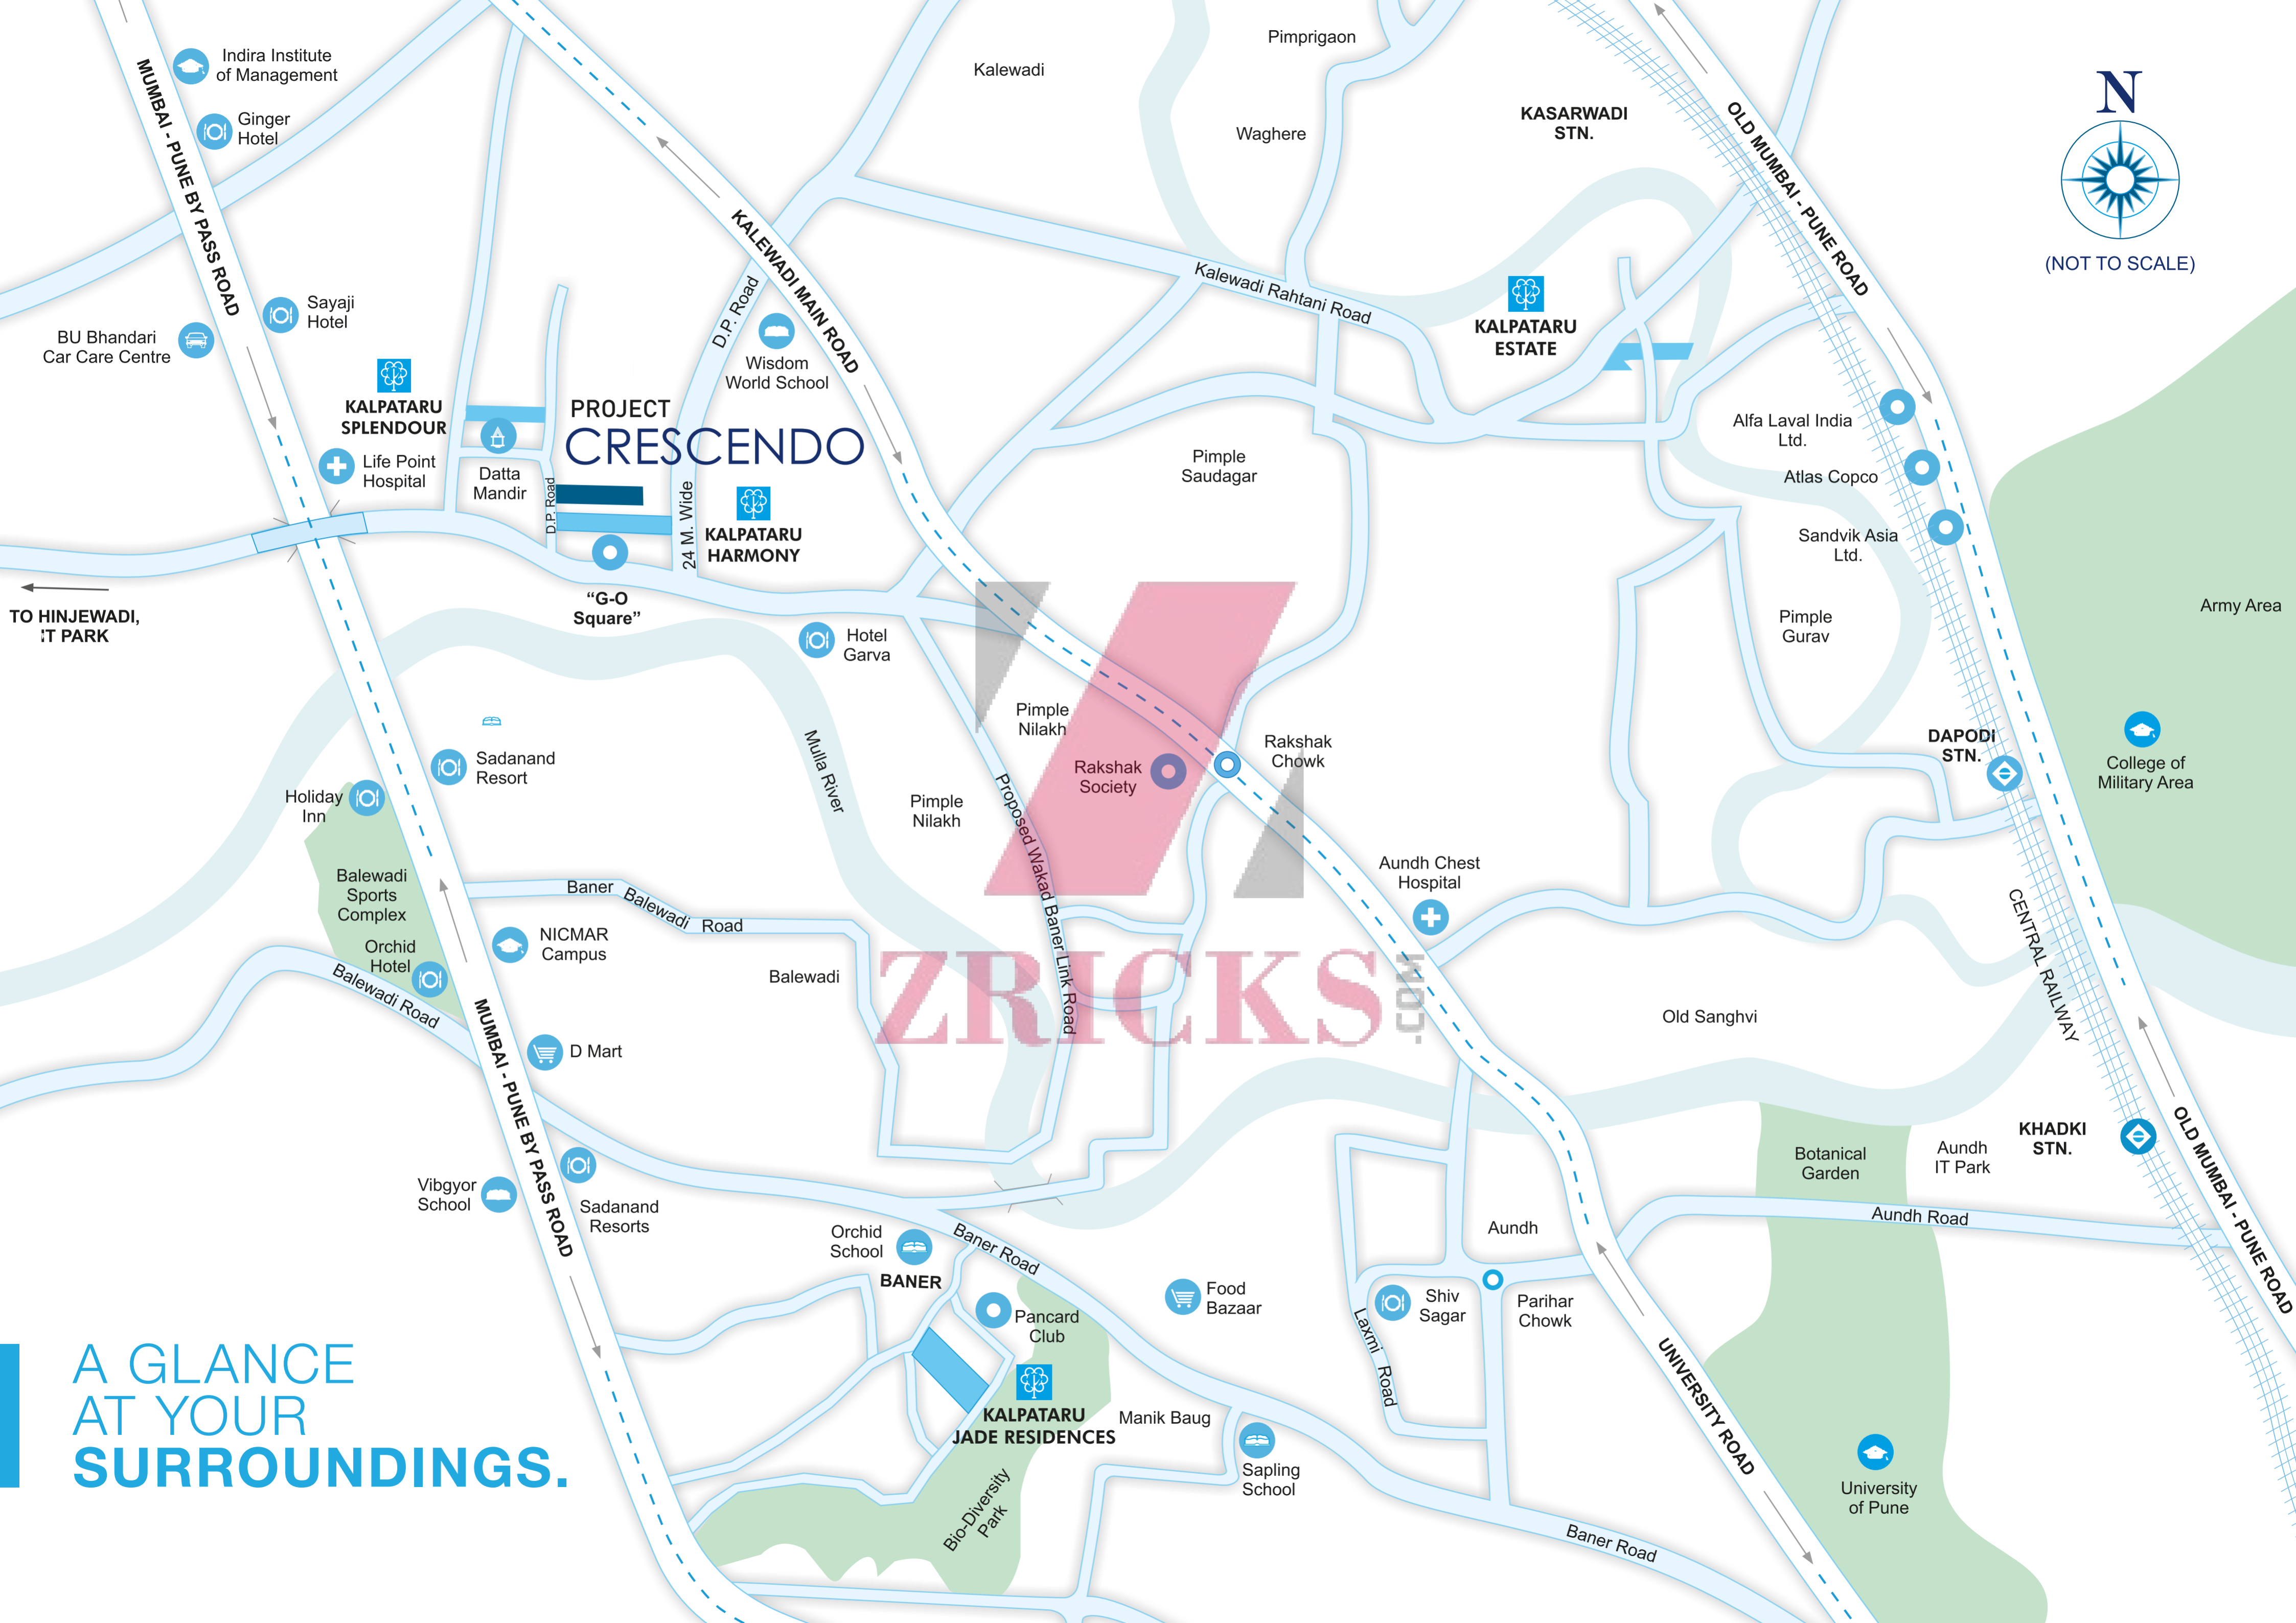 Indira Institute
of Management
Ginger
Hotel
MUMBAI - PUNE BY PASS ROAD
Kalewadi
Pimprigaon
Waghere
KASARWADI
STN.
OLD MUMBAI - PUNE ROAD
N
(NOT TO SCALE)
Sayaji
Hotel
BU Bhandari
Car Care Centre
KALPATARU
SPLENDOUR
Life Point
Hospital
Datta
Mandir
PROJECT
CRESCENDO
D.P. Road
D.P. Road
24 M. Wide
KALEWADI MAIN ROAD
Wisdom
World School
KALPATARU
HARMONY
"G-O
Square"
Kalewadi Rahtani Road
KALPATARU
ESTATE
Pimple
Saudagar
Alfa Laval India
Ltd.
Atlas Copco
Sandvik Asia
Ltd.
Army Area
Pimple
Gurav
TO HINJEWADI,
IT PARK
Hotel
Garva
Mulla River
Pimple
Nilakh
Rakshak
Society
Rakshak
Chowk
DAPODI
STN.
College of
Military Area
Sadanand
Resort
Holiday
Inn
Pimple
Nilakh
Proposed Wakad Baner Link Road
Balewadi
Sports
Complex
Orchid
Hotel
Baner Balewadi Road
NICMAR
Campus
Balewadi
Balewadi Road
Aundh Chest
Hospital
CENTRAL RAILWAY
ZRICKS
.COM
Old Sanghvi
D Mart
MUMBAI - PUNE BY PASS ROAD
Vibgyor
School
Sadanand
Resorts
Botanical
Garden
Aundh
IT Park
KHADKI
STN.
OLD MUMBAI - PUNE ROAD
Aundh Road
Aundh
Orchid
School
BANER
Baner Road
Pancard
Club
Food
Bazaar
Shiv
Sagar
Parihar
Chowk
Laxmi Road
UNIVERSITY ROAD
KALPATARU
JADE RESIDENCES
Manik Baug
Sapling
School
Bio-Diversity
Park
Baner Road
University
of Pune
A GLANCE
AT YOUR
SURROUNDINGS.